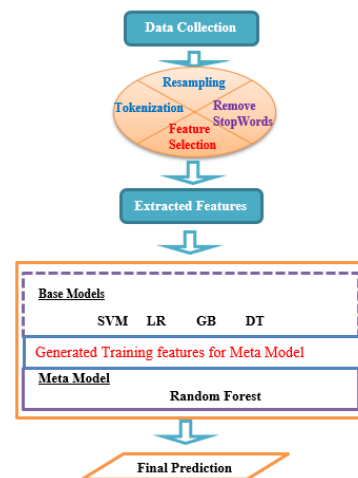 Data Collection
Resampling
Tokenization
Remove
StopWords
Feature
Selection
Extracted Features
Base Models
SVM LR GB DT
Generated Training features for Meta Model
Meta Model
Random Forest
Final Prediction